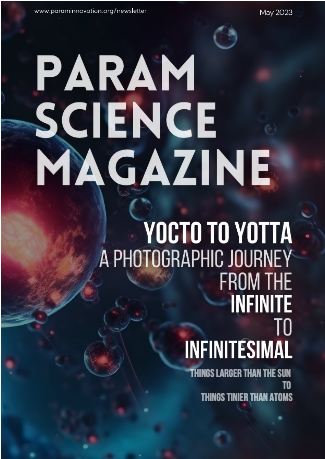 www.paraminnovation.org/newsletter
May 2023
PARAM
SCIENCE
MAGAZINE
YOCTO TO YOTTA
A PHOTOGRAPHIC JOURNEY
FROM THE
INFINITE
TO
INFINITESIMAL
THINGS LARGER THAN THE SUN
TO
THINGS TINIER THAN ATOMS